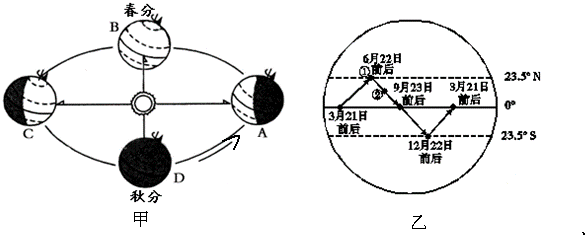 春分
B
C
A
D
秋分
甲
6月22日
前后
①
②
9月23日
前后
3月21日
前后
3月21日
前后
12月22日
前后
23.5° N
0°
23.5° S
乙